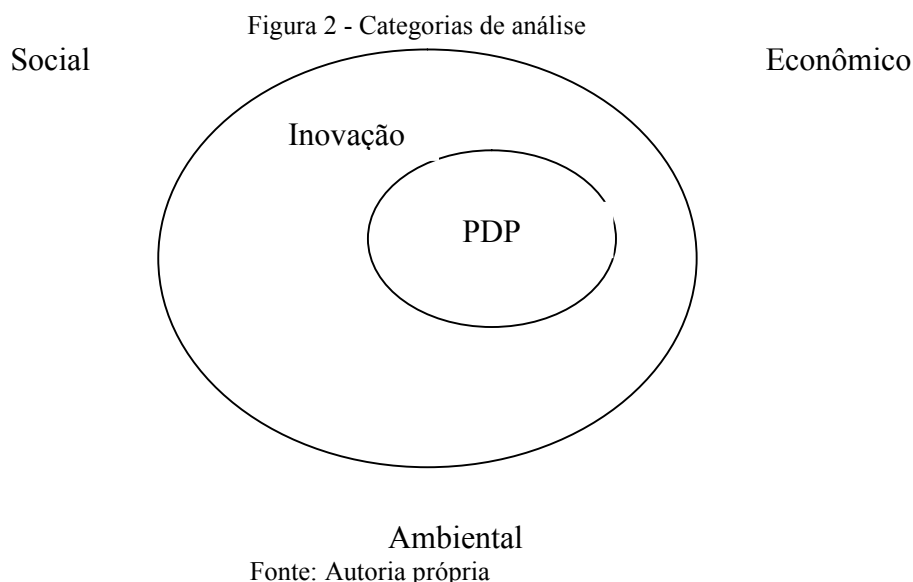 Figura 2 - Categorias de análise
Social
Econômico
Inovação
PDP
Ambiental
Fonte: Autoria própria